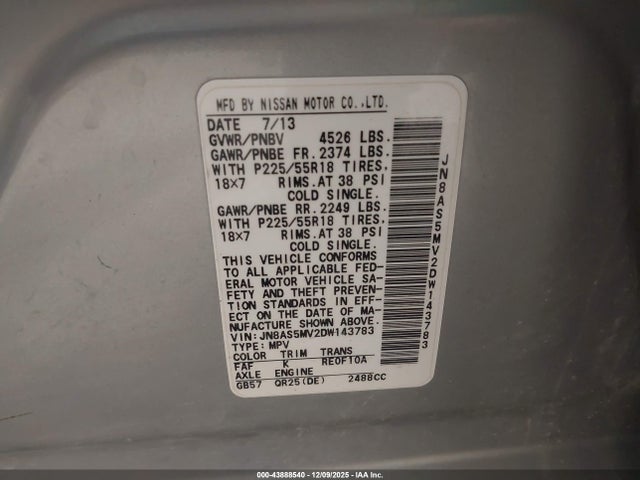 MFD BY NISSAN MOTOR CO.,LTD.
DATE 7/13
GVWR/PNBV 4526 LBS.
GAWR/PNBE FR. 2374 LBS.
WITH P225/55R18 TIRES.
18×7 RIMS. AT 38 PSI
COLD SINGLE.
GAWR/PNBE RR. 2249 LBS.
WITH P225/55R18 TIRES.
18×7 RIMS. AT 38 PSI
COLD SINGLE.
THIS VEHICLE CONFORMS
TO ALL APPLICABLE FED-
ERAL MOTOR VEHICLE SA-
FETY AND THEFT PREVEN-
TION STANDARDS IN EFF-
ECT ON THE DATE OF MA-
NUFACTURE SHOWN ABOVE.
VIN: JN8AS5MV2DW143783
TYPE: MPV
COLOR TRIM TRANS
FAF K RE0F10A
AXLE ENGINE
GB57 QR25(DE) 2488CC
JN8AS5MV2DW143783
000-43888540 - 12/09/2025 - IAA Inc.